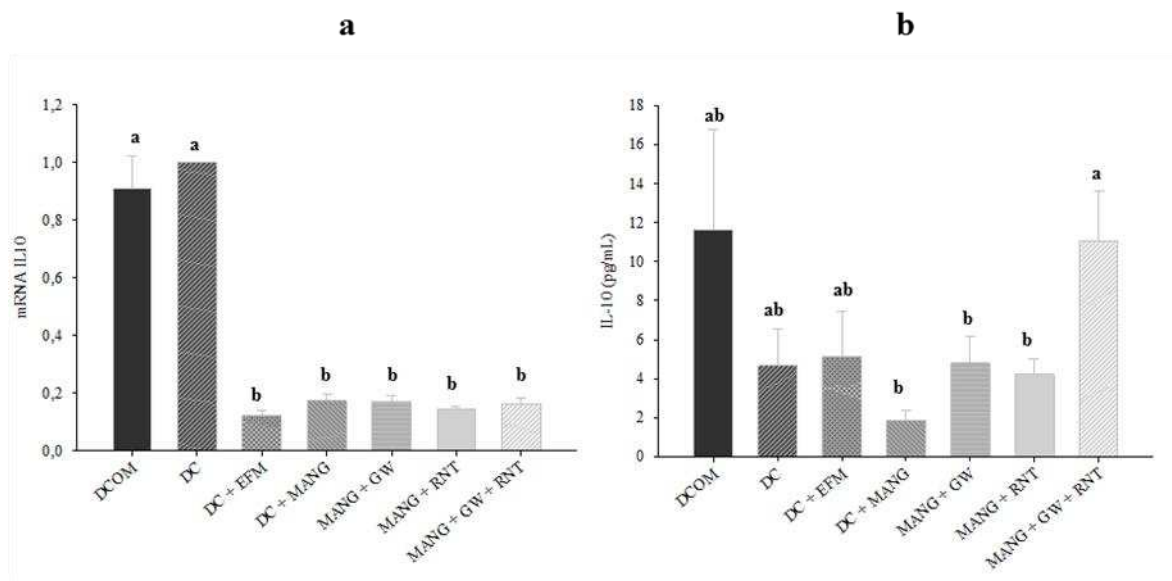 a
b
mRNA IL10
1,2
1,0
0,8
0,6
0,4
0,2
0,0
a
a
b
b
b
b
b
DCOM
DC
DC + EFM
DC + MANG
MANG + GW
MANG + RNT
MANG + GW + RNT
IL-10 (pg/mL)
18
16
14
12
10
8
6
4
2
0
ab
ab
ab
b
b
b
a
DCOM
DC
DC + EFM
DC + MANG
MANG + GW
MANG + RNT
MANG + GW + RNT